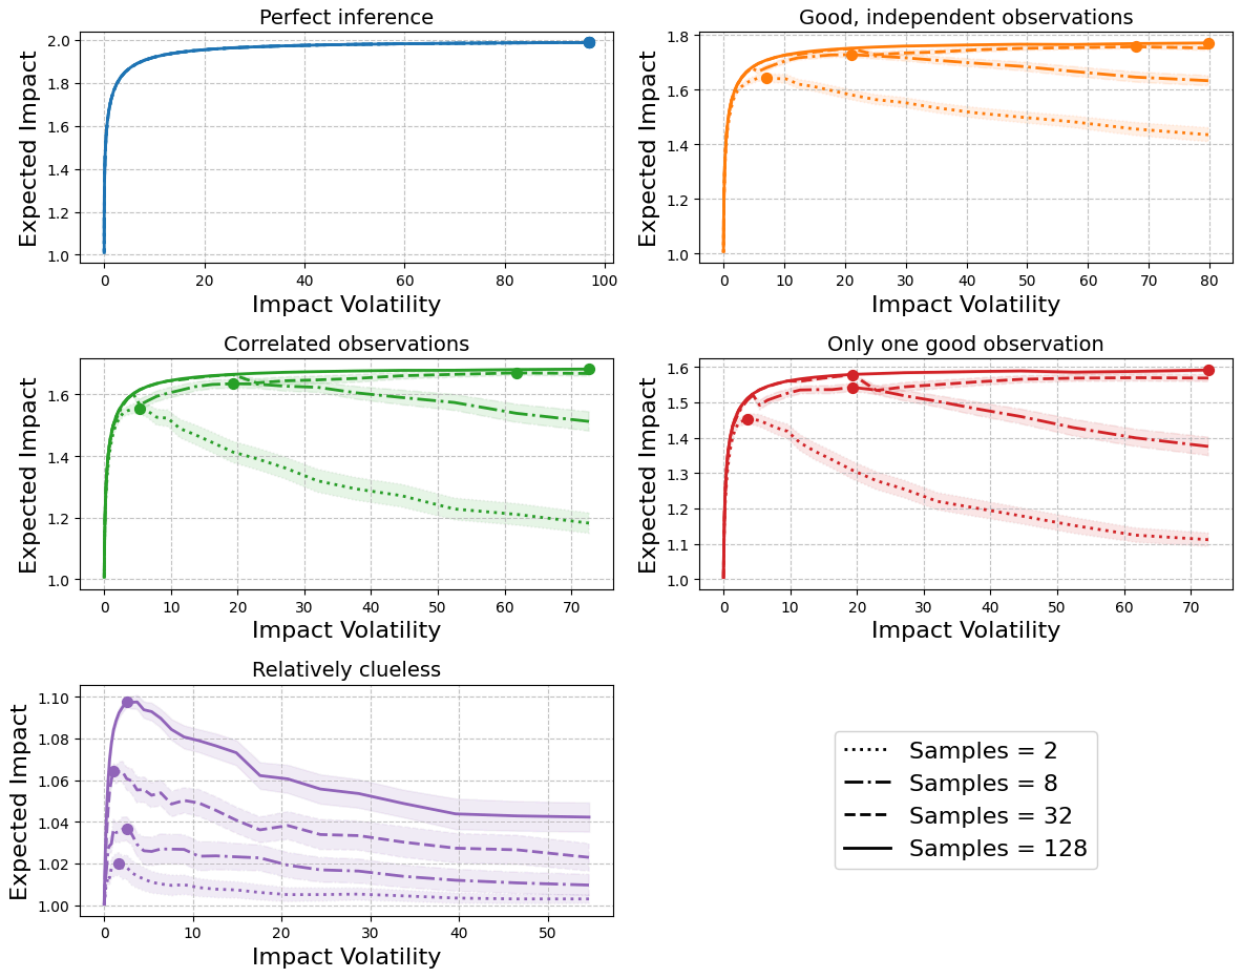 Perfect inference
Expected Impact
2.0
1.8
1.6
1.4
1.2
1.0
0 20 40 60 80 100
Impact Volatility
Good, independent observations
Expected Impact
1.8
1.6
1.4
1.2
1.0
0 10 20 30 40 50 60 70 80
Impact Volatility
Correlated observations
Expected Impact
1.6
1.4
1.2
1.0
0 10 20 30 40 50 60 70
Impact Volatility
Only one good observation
Expected Impact
1.6
1.5
1.4
1.3
1.2
1.1
1.0
0 10 20 30 40 50 60 70
Impact Volatility
Relatively clueless
Expected Impact
1.10
1.08
1.06
1.04
1.02
1.00
0 10 20 30 40 50
Impact Volatility
Samples = 2
Samples = 8
Samples = 32
Samples = 128